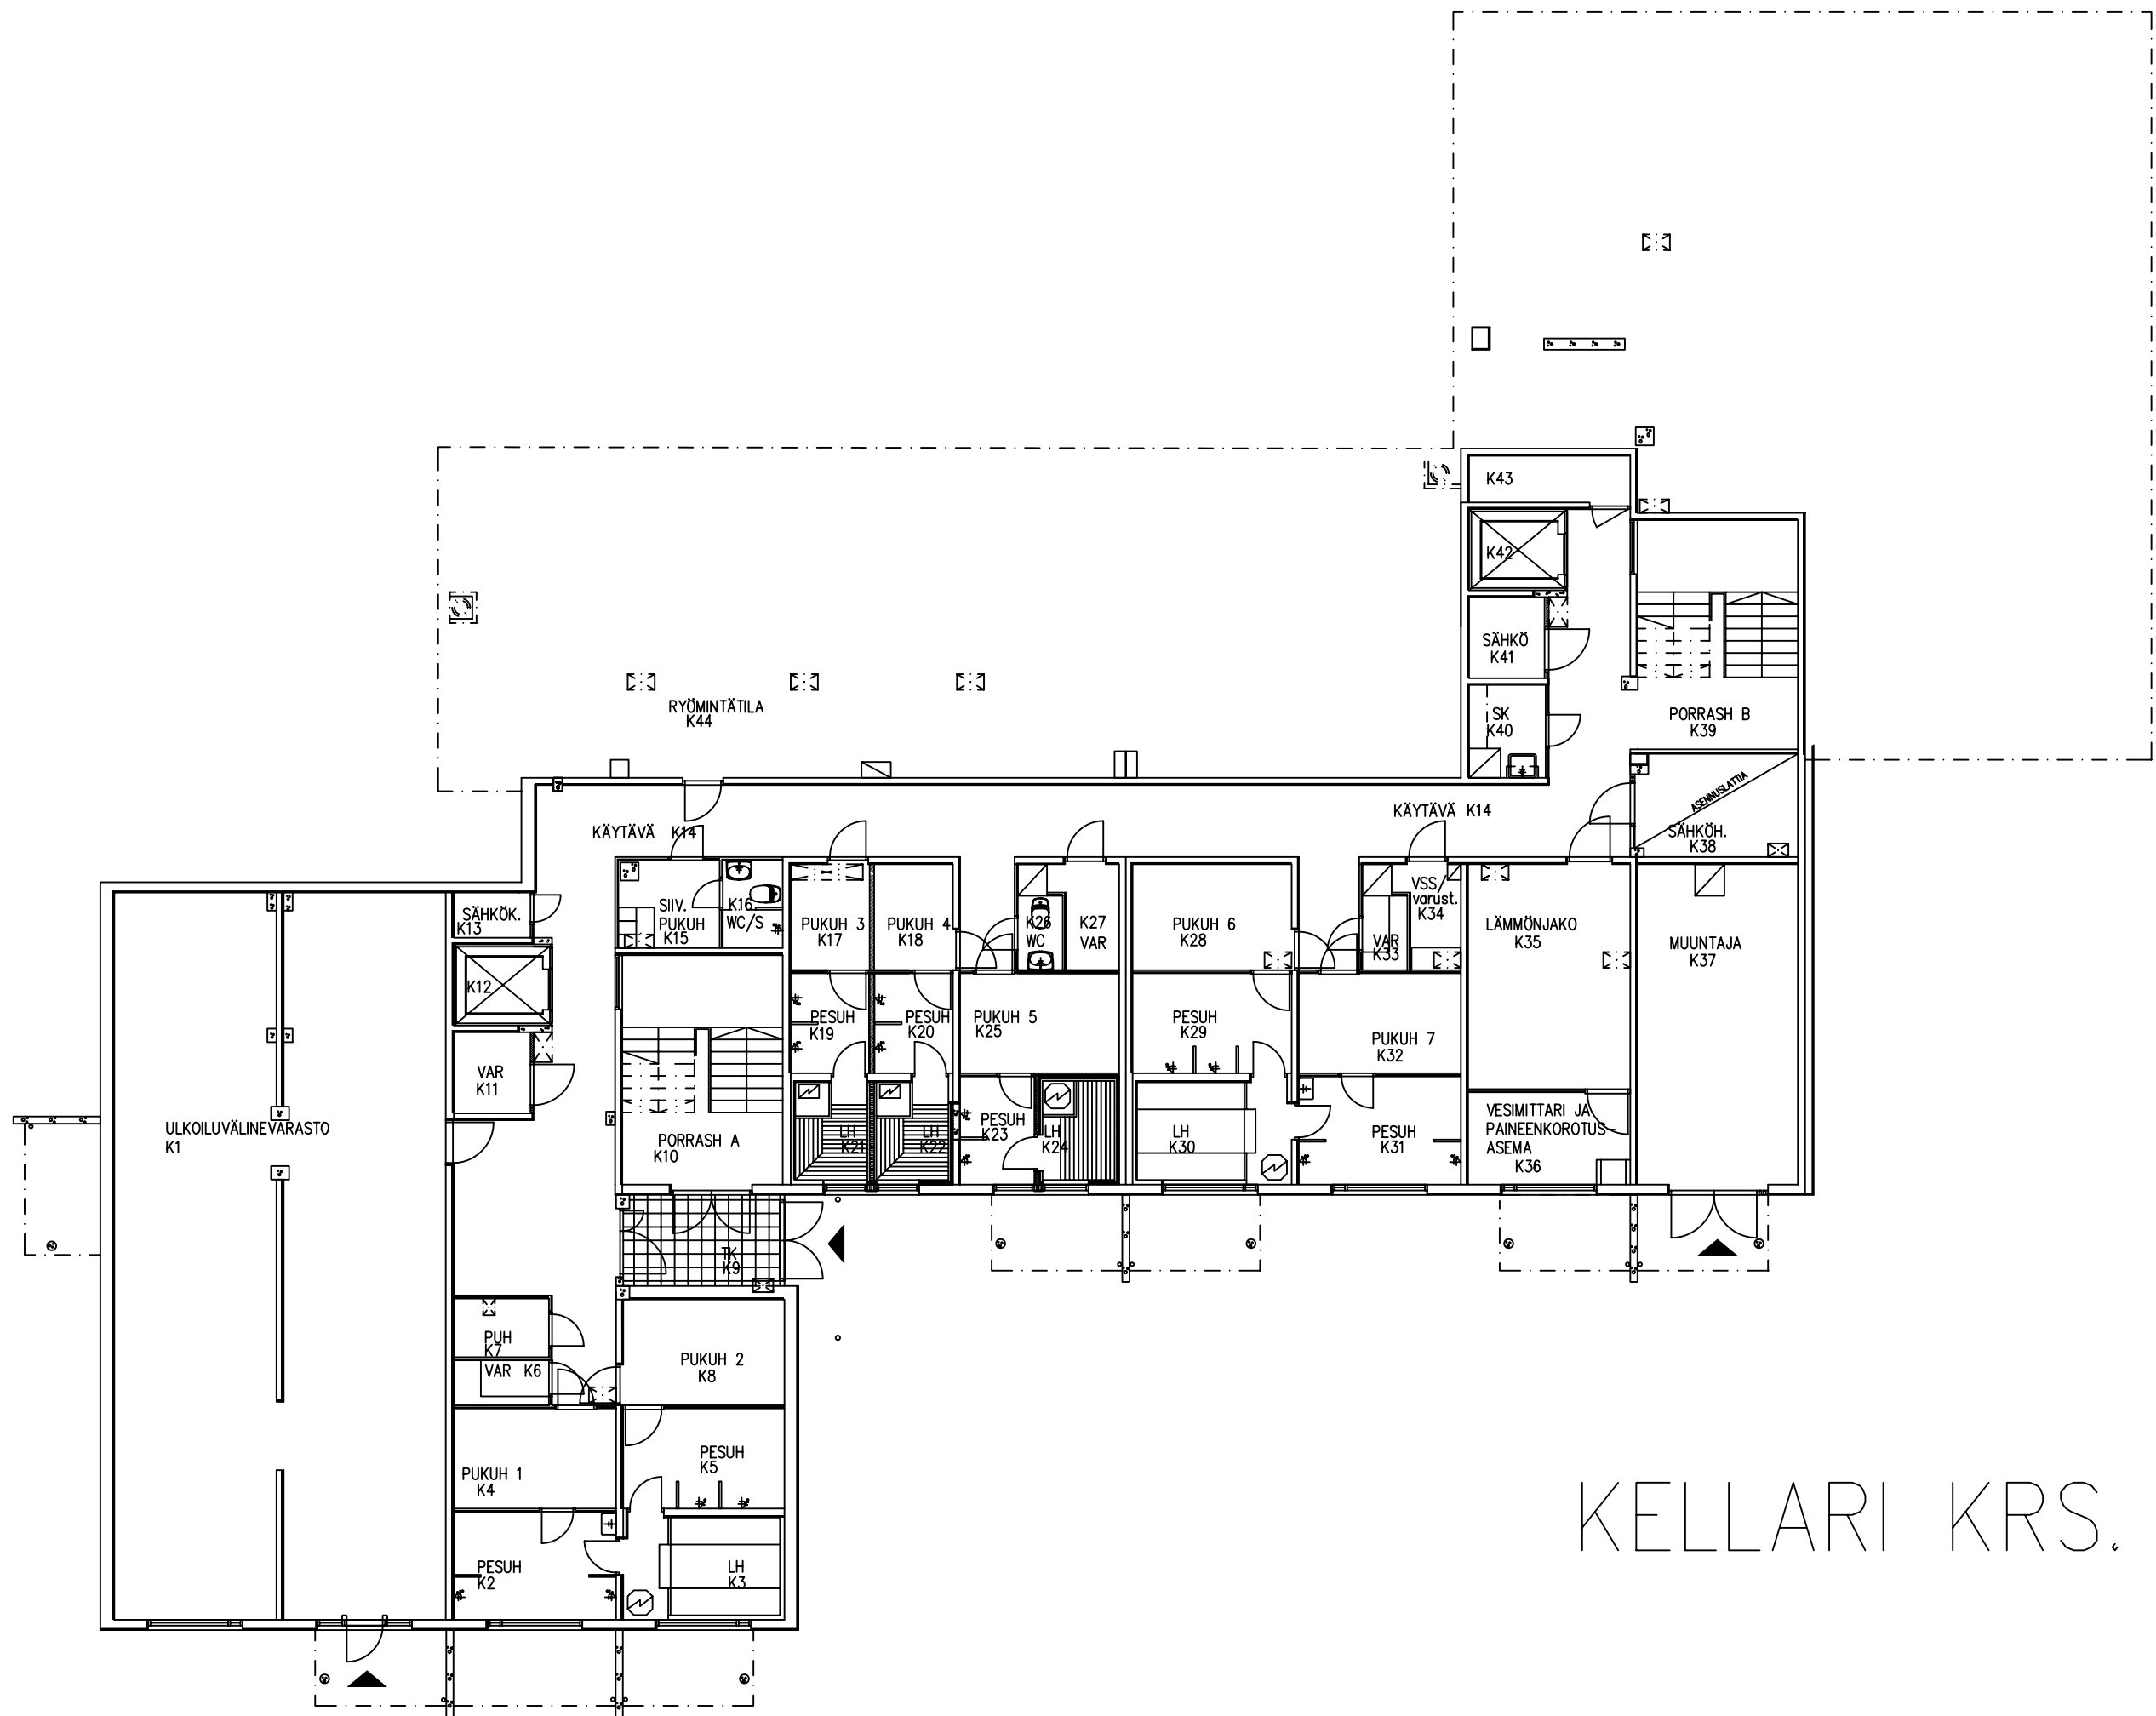 K43
K42
SÄHKÖ
K41
RYÖMINTÄTILA
K44
SK
K40
PORRASH B
K39
ASENNUSLATTIA
KÄYTÄVÄ K14
KÄYTÄVÄ K14
SÄHKÖH.
K38
SÄHKÖK.
K13
SIIV.
PUKUH
K15
K16
WC/S
PUKUH 3
K17
PUKUH 4
K18
K26
WC
K27
VAR
PUKUH 6
K28
VAR
K33
VSS/
varust.
K34
LÄMMÖNJAKO
K35
MUUNTAJA
K37
K12
PESUH
K19
PESUH
K20
PUKUH 5
K25
PESUH
K29
PUKUH 7
K32
VAR
K11
ULKOILUVÄLINEVARASTO
K1
PORRASH A
K10
LH
K21
LH
K22
PESUH
K23
LH
K24
LH
K30
PESUH
K31
VESIMITTARI JA
PAINEENKOROTUS-
ASEMA
K36
TK
K9
PUH
K7
VAR K6
PUKUH 2
K8
PESUH
K5
PUKUH 1
K4
PESUH
K2
LH
K3
KELLARI KRS.